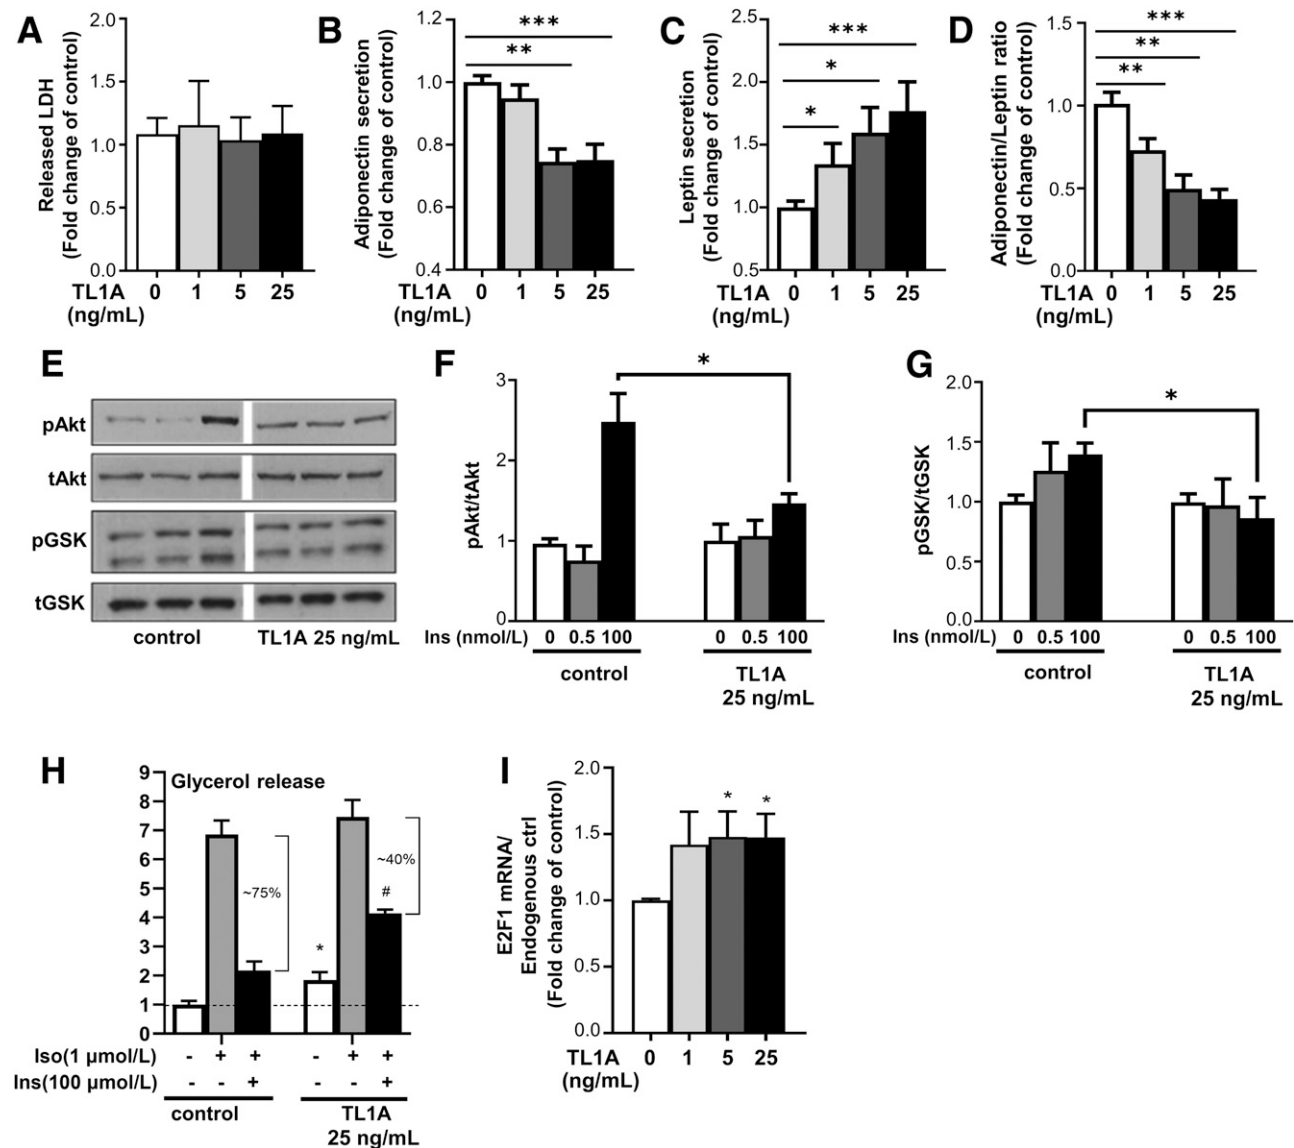 A
Released LDH
(Fold change of control)
2.0
1.5
1.0
0.5
0.0
TL1A
(ng/mL)
0 1 5 25
B
Adiponectin secretion
(Fold change of control)
1.2
1.0
0.8
0.6
0.4
***
**
TL1A
(ng/mL)
0 1 5 25
C
Leptin secretion
(Fold change of control)
2.5
2.0
1.5
1.0
0.5
***
*
*
TL1A
(ng/mL)
0 1 5 25
D
Adiponectin/Leptin ratio
(Fold change of control)
1.5
1.0
0.5
0.0
***
**
**
TL1A
(ng/mL)
0 1 5 25
E
pAkt
tAkt
pGSK
tGSK
control TL1A 25 ng/mL
F
pAkt/tAkt
3
2
1
0
*
Ins (nmol/L) 0 0.5 100 0 0.5 100
control TL1A
25 ng/mL
G
pGSK/tGSK
2.0
1.5
1.0
0.5
0.0
*
Ins (nmol/L) 0 0.5 100 0 0.5 100
control TL1A
25 ng/mL
H
Glycerol release
9
8
7
6
5
4
3
2
1
0
~75%
~40%
*
#
Iso(1 µmol/L) - + + - + +
Ins(100 µmol/L) - - + - - +
control TL1A
25 ng/mL
I
E2F1 mRNA/
Endogenous ctrl
(Fold change of control)
2.0
1.5
1.0
0.5
0.0
* *
TL1A
(ng/mL)
0 1 5 25